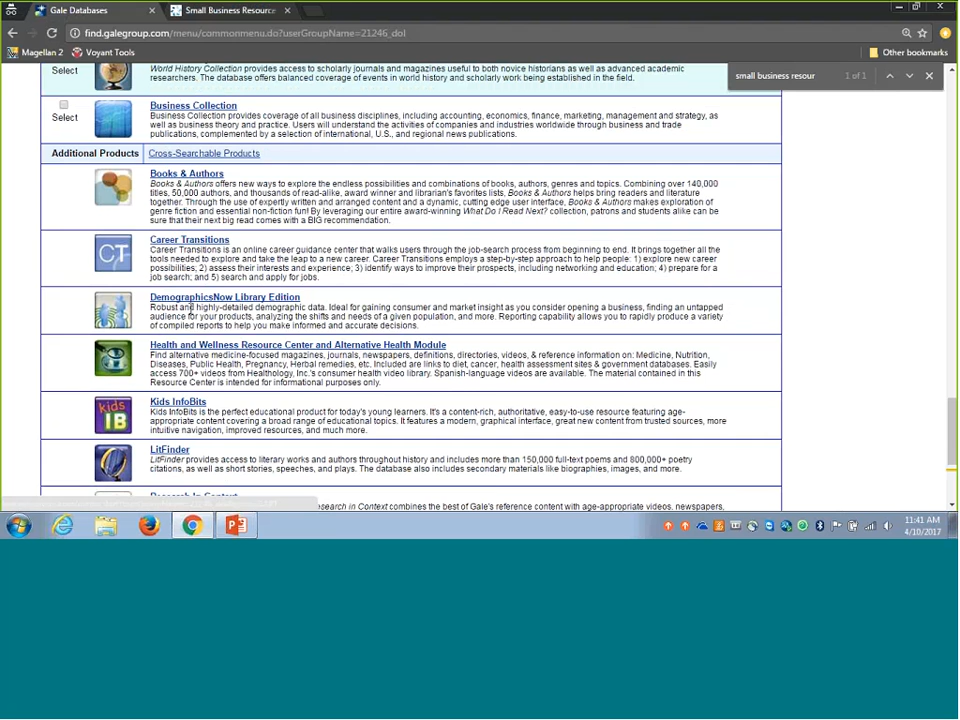 Gale Databases
Small Business Resource
find.galegroup.com/menu/commonmenu.do?userGroupName=21246_dol
Magellan 2
Voyant Tools
Other bookmarks
small business resour
1 of 1
Select
World History Collection provides access to scholarly journals and magazines useful to both novice historians as well as advanced academic
researchers. The database offers balanced coverage of events in world history and scholarly work being established in the field.
Select
Business Collection
Business Collection provides coverage of all business disciplines, including accounting, economics, finance, marketing, management and strategy, as
well as business theory and practice. Users will understand the activities of companies and industries worldwide through business and trade
publications, complemented by a selection of international, U.S., and regional news publications.
Additional Products
Cross-Searchable Products
Books & Authors
Books & Authors offers new ways to explore the endless possibilities and combinations of books, authors, genres and topics. Combining over 140,000
titles, 50,000 authors, and thousands of read-alike, award winner and librarian's favorites lists, Books & Authors helps bring readers and literature
together. Through the use of expertly written and arranged content and a dynamic, cutting edge user interface, Books & Authors makes exploration of
genre fiction and essential non-fiction fun! By leveraging our entire award-winning What Do I Read Next? collection, patrons and students alike can be
sure that their next big read comes with a BIG recommendation.
CT
Career Transitions
Career Transitions is an online career guidance center that walks users through the job-search process from beginning to end. It brings together all the
tools needed to explore and take the leap to a new career. Career Transitions employs a step-by-step approach to help people: 1) explore new career
possibilities; 2) assess their interests and experience; 3) identify ways to improve their prospects, including networking and education; 4) prepare for a
job search; and 5) search and apply for jobs.
DemographicsNow Library Edition
Robust and highly-detailed demographic data. Ideal for gaining consumer and market insight as you consider opening a business, finding an untapped
audience for your products, analyzing the shifts and needs of a given population, and more. Reporting capability allows you to rapidly produce a variety
of compiled reports to help you make informed and accurate decisions.
Health and Wellness Resource Center and Alternative Health Module
Find alternative medicine-focused magazines, journals, newspapers, definitions, directories, videos, & reference information on: Medicine, Nutrition,
Diseases, Public Health, Pregnancy, Herbal remedies, etc. Included are links to diet, cancer, health assessment sites & government databases. Easily
access 700+ videos from Healthology, Inc.'s consumer health video library. Spanish-language videos are available. The material contained in this
Resource Center is intended for informational purposes only.
kids
IB
Kids InfoBits
Kids InfoBits is the perfect educational product for today's young learners. It's a content-rich, authoritative, easy-to-use resource featuring age-
appropriate content covering a broad range of educational topics. It features a modern, graphical interface, great new content from trusted sources, more
intuitive navigation, improved resources, and much more.
LitFinder
LitFinder provides access to literary works and authors throughout history and includes more than 150,000 full-text poems and 800,000+ poetry
citations, as well as short stories, speeches, and plays. The database also includes secondary materials like biographies, images, and more.
Research In Context
search in Context combines the best of Gale's reference content with age-appropriate videos, newspapers,
11:41 AM
4/10/2017